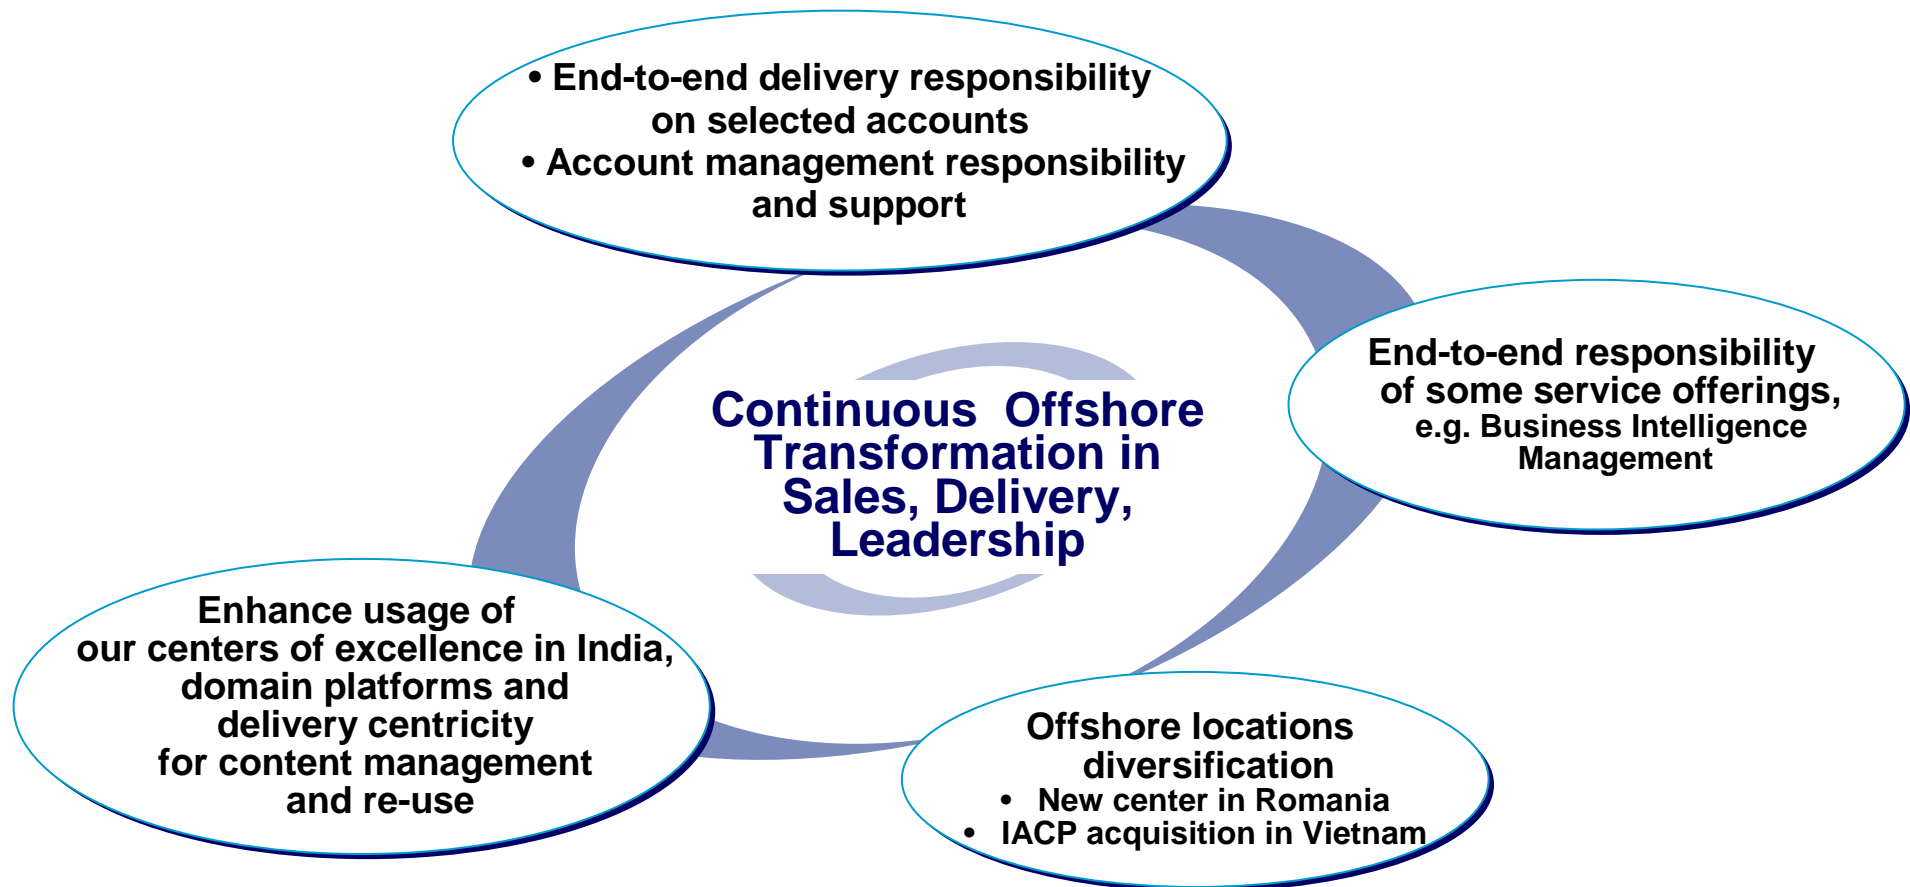 • End-to-end delivery responsibility
on selected accounts
• Account management responsibility
and support
End-to-end responsibility
of some service offerings,
e.g. Business Intelligence
Management
Continuous Offshore
Transformation in
Sales, Delivery,
Leadership
Enhance usage of
our centers of excellence in India,
domain platforms and
delivery centricity
for content management
and re-use
Offshore locations
diversification
• New center in Romania
• IACP acquisition in Vietnam